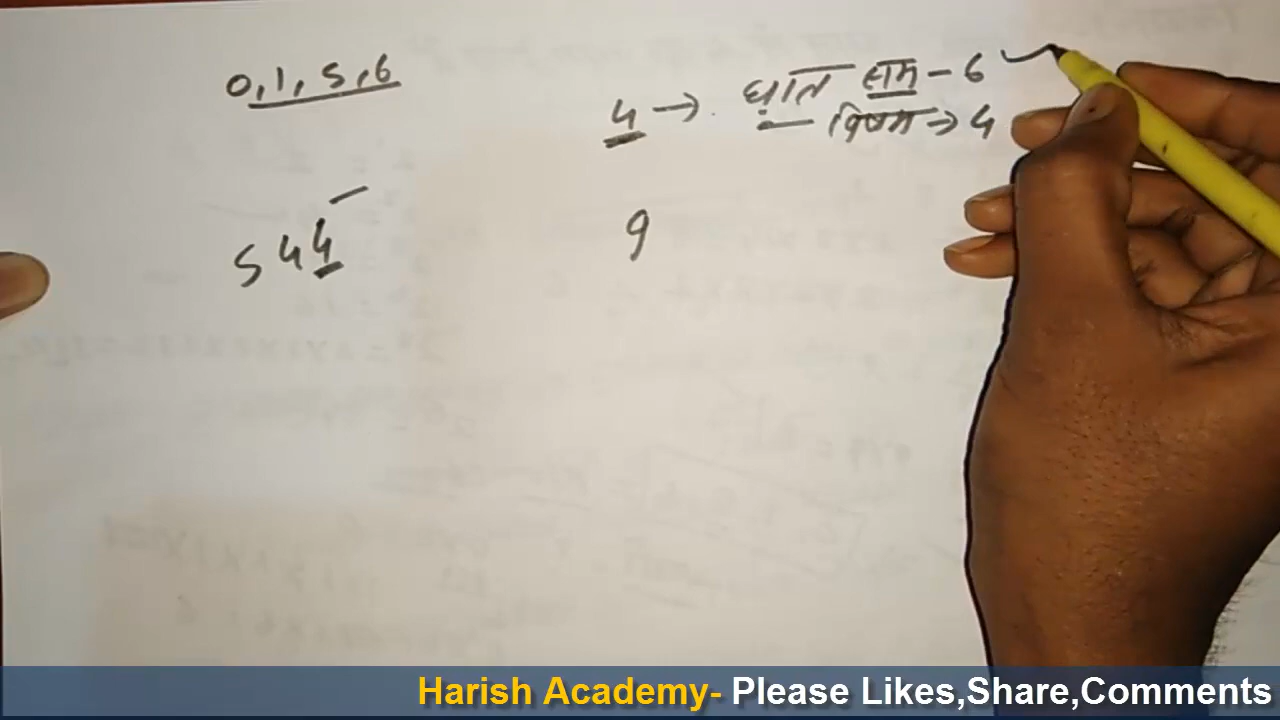 0, 1, 5, 6
4 → घात सम - 6
विषम → 4
544
9
Harish Academy- Please Likes,Share,Comments